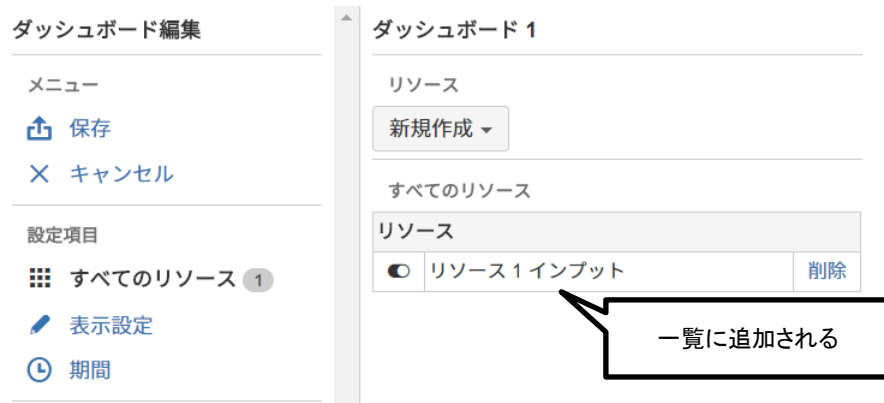 ダッシュボード編集
メニュー
保存
キャンセル
設定項目
すべてのリソース 1
表示設定
期間
ダッシュボード 1
リソース
新規作成
すべてのリソース
リソース
リソース 1 インプット 削除
一覧に追加される